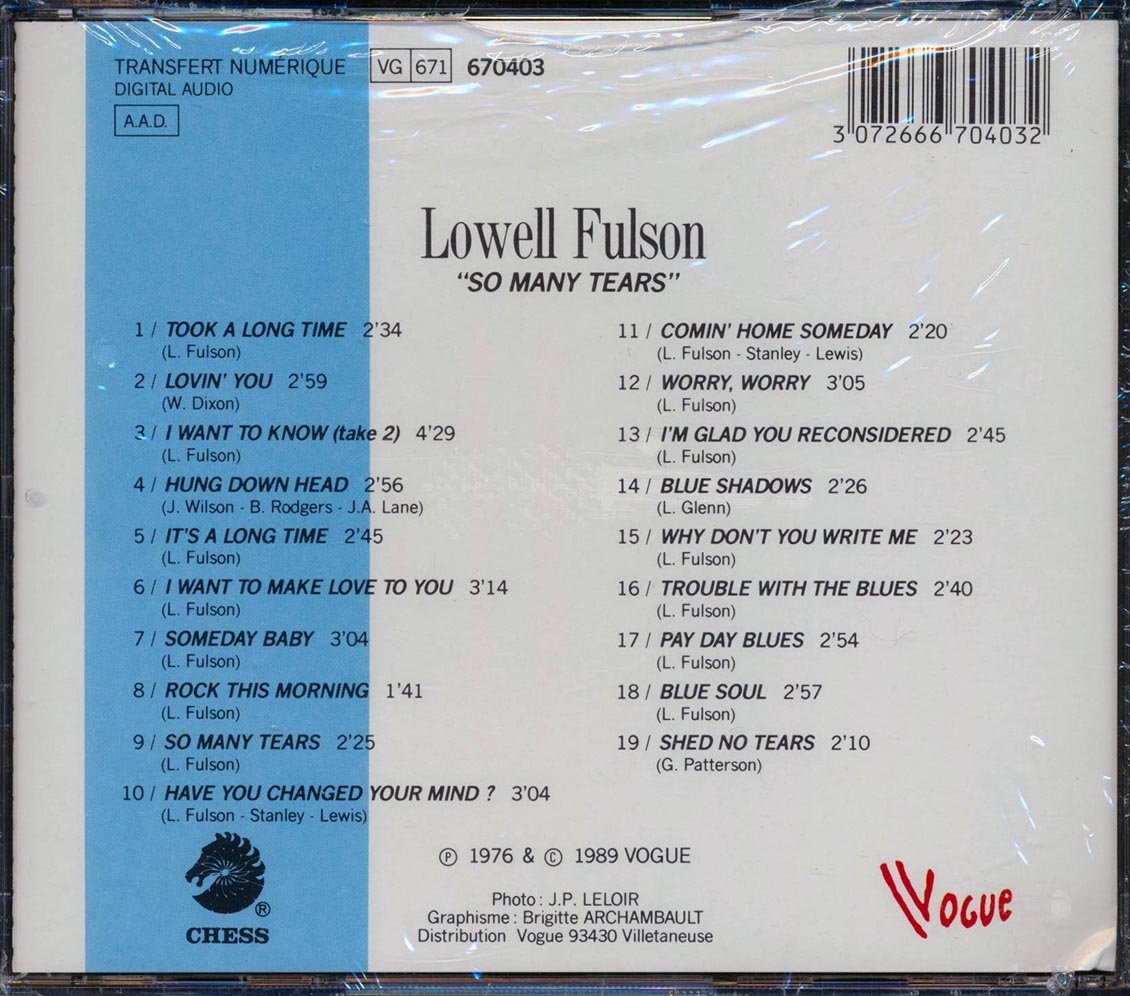 TRANSFERT NUMÉRIQUE VG 671 670403
DIGITAL AUDIO
A.A.D.
3 072666 704032
Lowell Fulson
"SO MANY TEARS"
1 / TOOK A LONG TIME 2'34
(L. Fulson)
2 / LOVIN' YOU 2'59
(W. Dixon)
3 / I WANT TO KNOW (take 2) 4'29
(L. Fulson)
4 / HUNG DOWN HEAD 2'56
(J. Wilson - B. Rodgers - J.A. Lane)
5 / IT'S A LONG TIME 2'45
(L. Fulson)
6 / I WANT TO MAKE LOVE TO YOU 3'14
(L. Fulson)
7 / SOMEDAY BABY 3'04
(L. Fulson)
8 / ROCK THIS MORNING 1'41
(L. Fulson)
9 / SO MANY TEARS 2'25
(L. Fulson)
10 / HAVE YOU CHANGED YOUR MIND ? 3'04
(L. Fulson - Stanley - Lewis)
11 / COMIN' HOME SOMEDAY 2'20
(L. Fulson - Stanley - Lewis)
12 / WORRY, WORRY 3'05
(L. Fulson)
13 / I'M GLAD YOU RECONSIDERED 2'45
(L. Fulson)
14 / BLUE SHADOWS 2'26
(L. Glenn)
15 / WHY DON'T YOU WRITE ME 2'23
(L. Fulson)
16 / TROUBLE WITH THE BLUES 2'40
(L. Fulson)
17 / PAY DAY BLUES 2'54
(L. Fulson)
18 / BLUE SOUL 2'57
(L. Fulson)
19 / SHED NO TEARS 2'10
(G. Patterson)
®
CHESS
℗ 1976 & © 1989 VOGUE
Photo : J.P. LELOIR
Graphisme : Brigitte ARCHAMBAULT
Distribution Vogue 93430 Villetaneuse
VOGUE